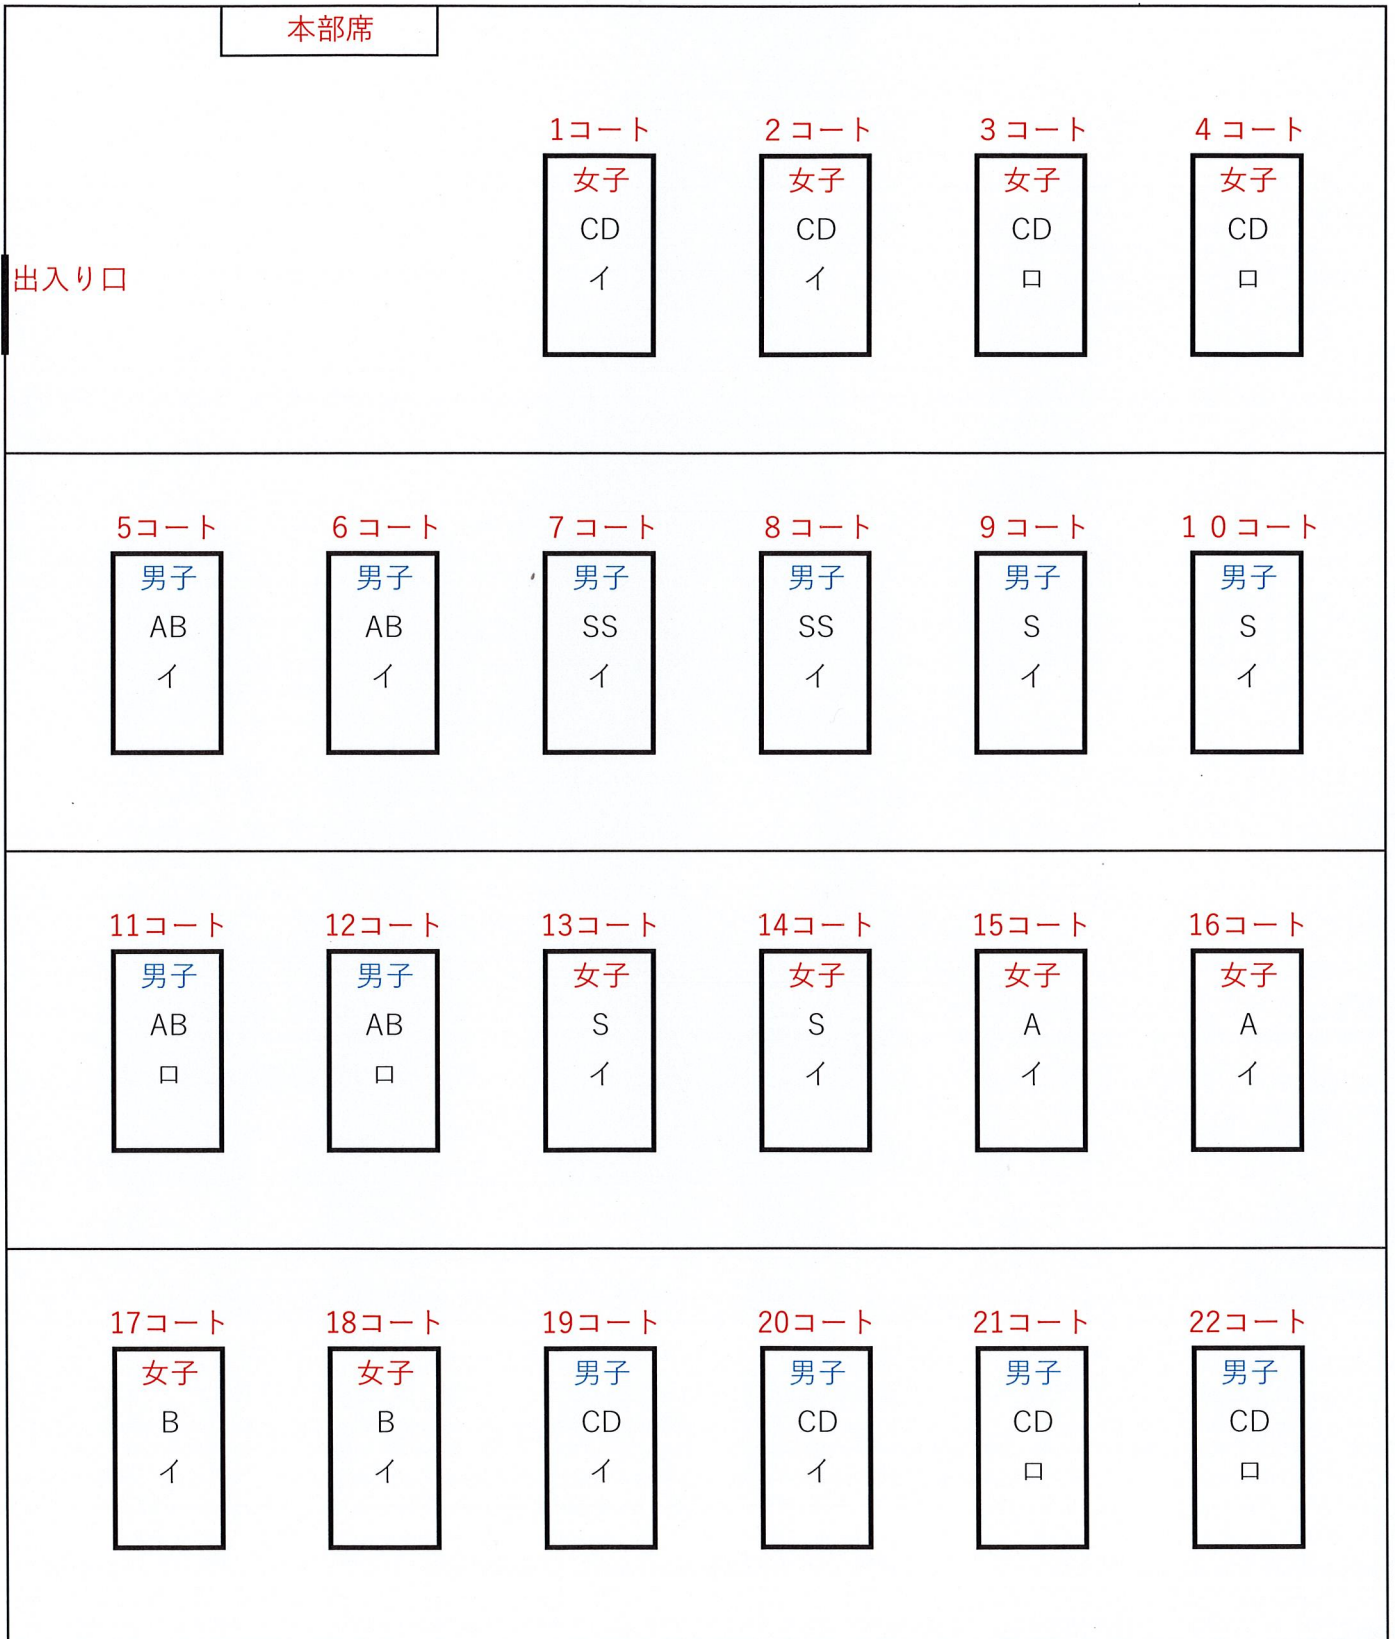 本部席
1コート ２コート ３コート ４コート
女子 女子 女子 女子
CD CD CD CD
イ イ ロ ロ
出入り口
5コート ６コート ７コート ８コート ９コート １０コート
男子 男子 男子 男子 男子 男子
AB AB SS SS S S
イ イ イ イ イ イ
11コート 12コート 13コート 14コート 15コート 16コート
男子 男子 女子 女子 女子 女子
AB AB S S A A
ロ ロ イ イ イ イ
17コート 18コート 19コート 20コート 21コート 22コート
女子 女子 男子 男子 男子 男子
B B CD CD CD CD
イ イ イ イ ロ ロ